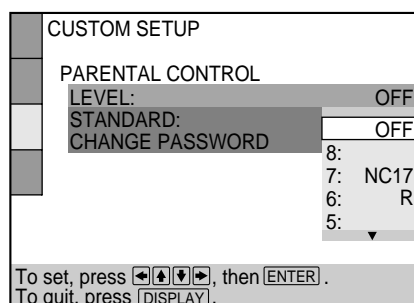 CUSTOM SETUP
PARENTAL CONTROL
LEVEL: OFF
STANDARD:
CHANGE PASSWORD
OFF
8:
7: NC17
6: R
5:
To set, press ←↑↓→, then ENTER.
To quit, press DISPLAY.